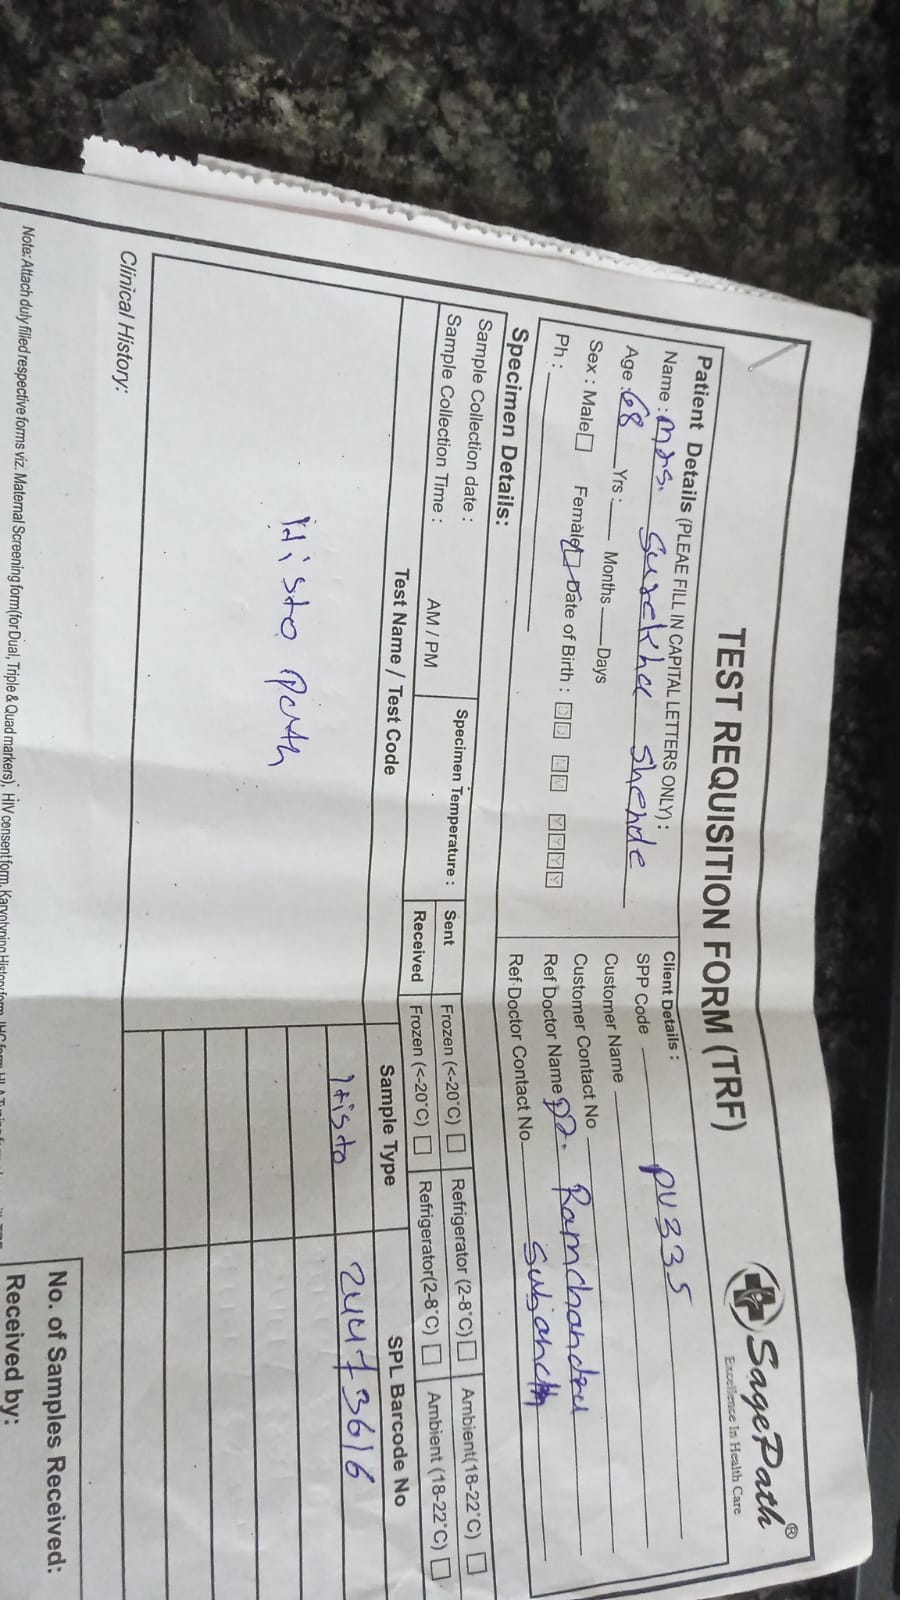 SagePath®
Excellence In Health Care
TEST REQUISITION FORM (TRF)
Patient Details (PLEAE FILL IN CAPITAL LETTERS ONLY) :
Name : Mrs. Surekha Shende
Age : 68 Yrs : Months Days
Sex : Male Female Date of Birth : D D M M Y Y Y Y
Ph :
Client Details :
SPP Code PU335
Customer Name
Customer Contact No
Ref Doctor Name Dr. Ramchandra
Ref Doctor Contact No.
Specimen Details:
Sample Collection date :
Sample Collection Time : AM / PM
Specimen Temperature :
Sent Frozen (<-20°C) Refrigerator (2-8°C) Ambient(18-22°C)
Received Frozen (<-20°C) Refrigerator(2-8°C) Ambient (18-22°C)
Test Name / Test Code Sample Type SPL Barcode No
Histo path Histo 24473616
Clinical History:
Note: Attach duly filled respective forms viz. Maternal Screening form(for Dual, Triple & Quad markers), HIV consent form, Karyotyping History form,
No. of Samples Received:
Received by: